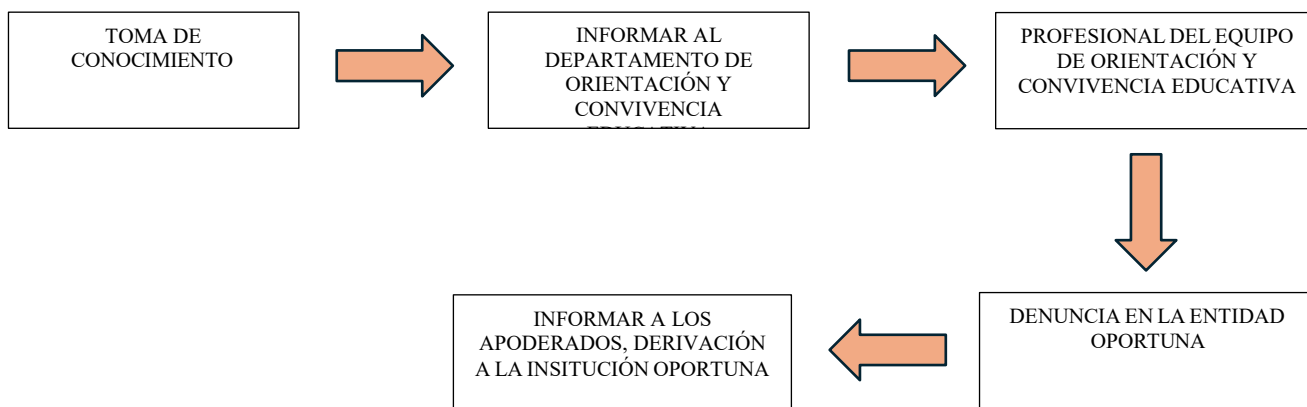 TOMA DE
CONOCIMIENTO
INFORMAR AL
DEPARTAMENTO DE
ORIENTACIÓN Y
CONVIVENCIA
PROFESIONAL DEL EQUIPO
DE ORIENTACIÓN Y
CONVIVENCIA EDUCATIVA
DENUNCIA EN LA ENTIDAD
OPORTUNA
INFORMAR A LOS
APODERADOS, DERIVACIÓN
A LA INSITUCIÓN OPORTUNA